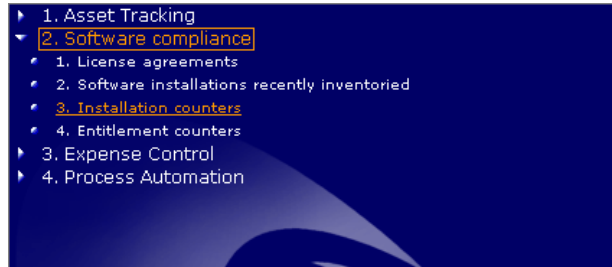 1. Asset Tracking
2. Software compliance
1. License agreements
2. Software installations recently inventoried
3. Installation counters
4. Entitlement counters
3. Expense Control
4. Process Automation